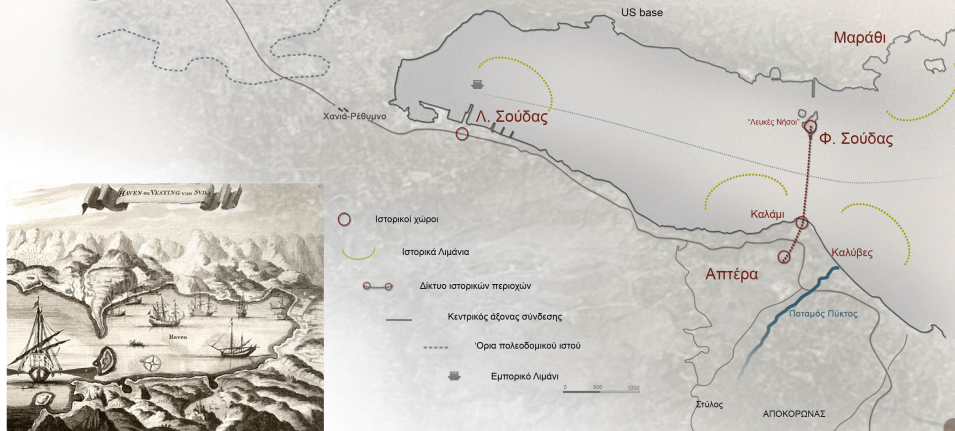 US base
Μαράθι
Χανιά-Ρέθυμνο
Λ. Σούδας
"Λευκές Νήσοι"
Φ. Σούδας
HAVEN en VESTING van SUDA
Haven
Καλάμι
Καλύβες
Απτέρα
Ποταμός Πύκτος
Στύλος
ΑΠΟΚΟΡΩΝΑΣ
Ιστορικοί χώροι
Ιστορικά Λιμάνια
Δίκτυο ιστορικών περιοχών
Κεντρικός άξονας σύνδεσης
Όρια πολεοδομικού ιστού
Εμπορικό Λιμάνι
0 500 1000